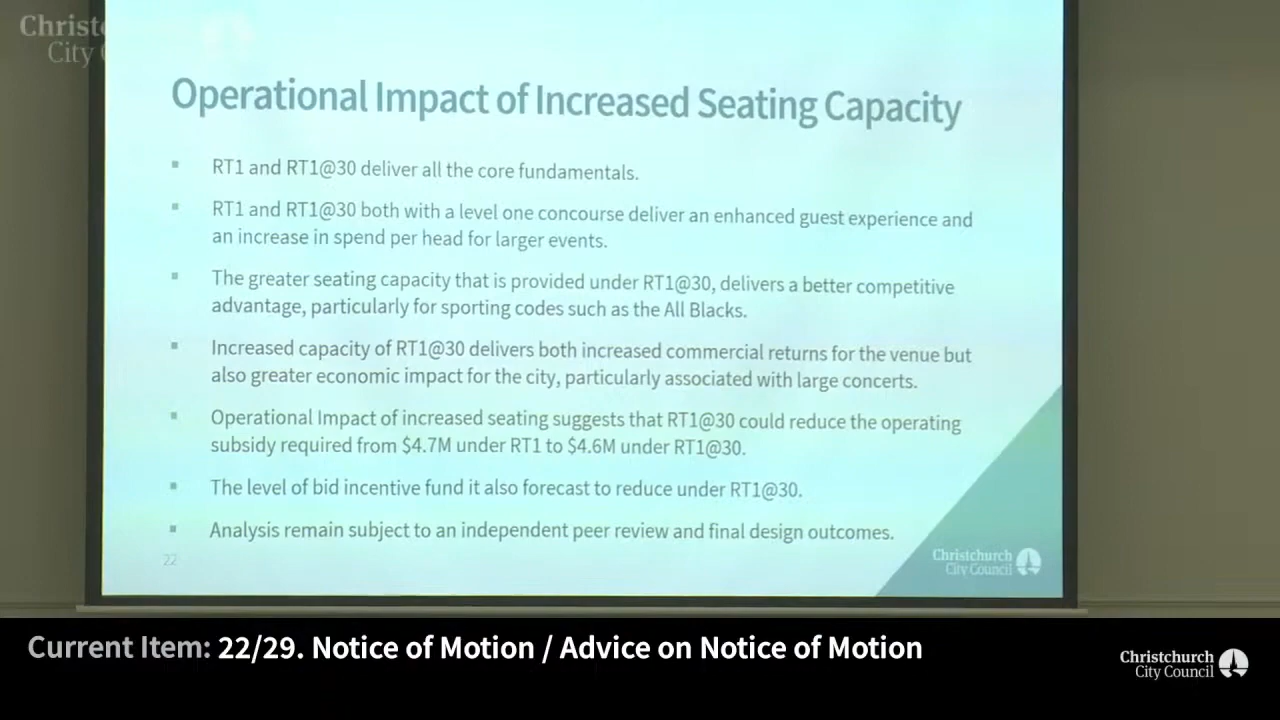 Christc
City C
Operational Impact of Increased Seating Capacity
▪ RT1 and RT1@30 deliver all the core fundamentals.
▪ RT1 and RT1@30 both with a level one concourse deliver an enhanced guest experience and
an increase in spend per head for larger events.
▪ The greater seating capacity that is provided under RT1@30, delivers a better competitive
advantage, particularly for sporting codes such as the All Blacks.
▪ Increased capacity of RT1@30 delivers both increased commercial returns for the venue but
also greater economic impact for the city, particularly associated with large concerts.
▪ Operational Impact of increased seating suggests that RT1@30 could reduce the operating
subsidy required from $4.7M under RT1 to $4.6M under RT1@30.
▪ The level of bid incentive fund it also forecast to reduce under RT1@30.
▪ Analysis remain subject to an independent peer review and final design outcomes.
22
Christchurch
City Council
Current Item: 22/29. Notice of Motion / Advice on Notice of Motion
Christchurch
City Council